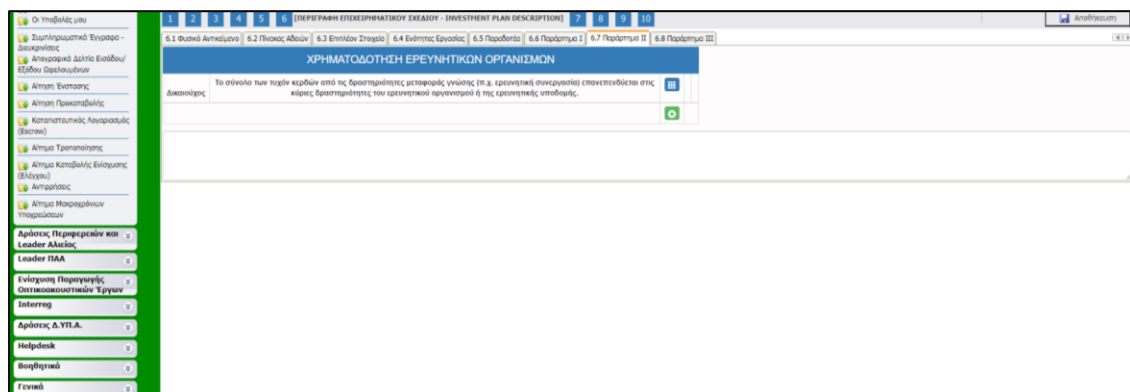 Οι Υποβολές μου
Συμπληρωματικό Έγγραφο -
Διευκρινίσεις
Απογραφικό Δελτίο Εισόδου/
Εξόδου Ωφελουμένων
Αίτηση Ένστασης
Αίτηση Προκαταβολής
Καταπιστευτικός Λογαριασμός
(Escrow)
Αίτημα Τροποποίησης
Αίτημα Καταβολής Ενίσχυσης
(Ελέγχου)
Αντιρρήσεις
Αίτημα Μακροχρόνιων
Υποχρεώσεων
Δράσεις Περιφερειών και
Leader Αλιείας
Leader ΠΑΑ
Ενίσχυση Παραγωγής
Οπτικοακουστικών Έργων
Interreg
Δράσεις Δ.ΥΠ.Α.
Helpdesk
Βοηθητικά
Γενικά
1 2 3 4 5 6 [ΠΕΡΙΓΡΑΦΗ ΕΠΙΧΕΙΡΗΜΑΤΙΚΟΥ ΣΧΕΔΙΟΥ - INVESTMENT PLAN DESCRIPTION] 7 8 9 10 Αποθήκευση
6.1 Φυσικό Αντικείμενο 6.2 Πίνακας Αδειών 6.3 Επιπλέον Στοιχεία 6.4 Ενότητες Εργασίας 6.5 Παραδοτέα 6.6 Παράρτημα I 6.7 Παράρτημα II 6.8 Παράρτημα III
ΧΡΗΜΑΤΟΔΟΤΗΣΗ ΕΡΕΥΝΗΤΙΚΩΝ ΟΡΓΑΝΙΣΜΩΝ
Δικαιούχος
Το σύνολο των τυχόν κερδών από τις δραστηριότητες μεταφοράς γνώσης (π.χ. ερευνητική συνεργασία) επανεπενδύεται στις
κύριες δραστηριότητες του ερευνητικού οργανισμού ή της ερευνητικής υποδομής.